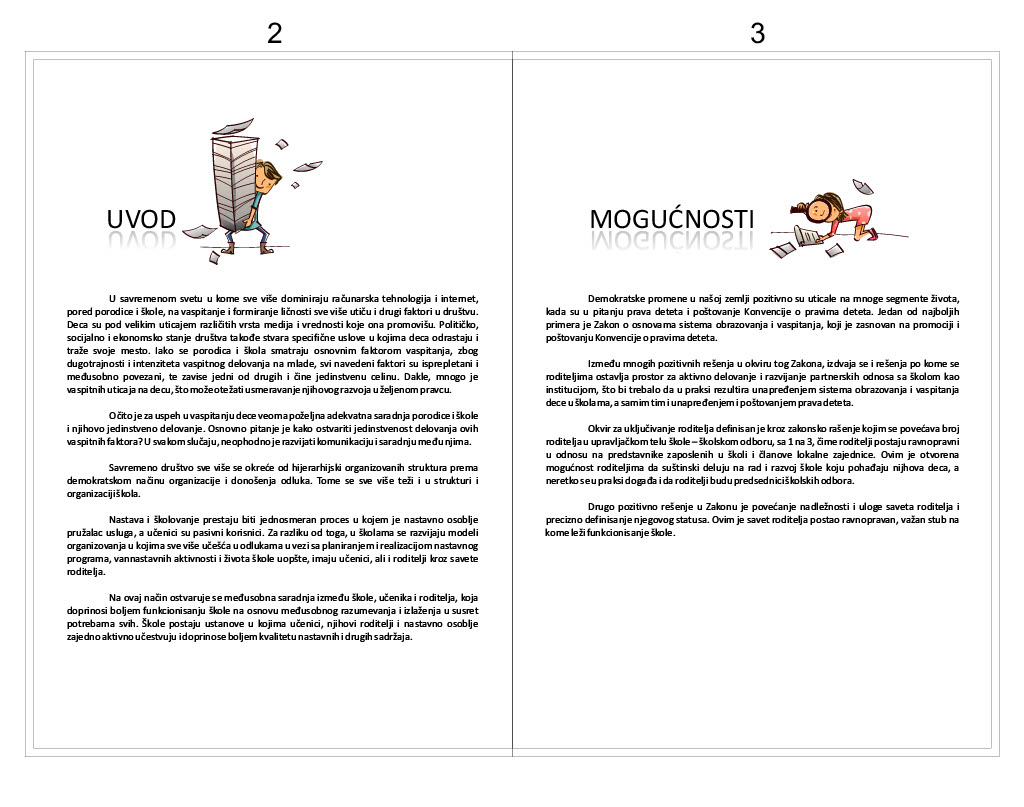 2
3
UVOD
U savremenom svetu u kome sve više dominiraju računarska tehnologija i internet,
pored porodice i škole, na vaspitanje i formiranje ličnosti sve više utiču i drugi faktori u društvu.
Deca su pod velikim uticajem različitih vrsta medija i vrednosti koje ona promovišu. Političko,
socijalno i ekonomsko stanje društva takođe stvara specifične uslove u kojima deca odrastaju i
traže svoje mesto. Iako se porodica i škola smatraju osnovnim faktorom vaspitanja, zbog
dugotrajnosti i intenziteta vaspitnog delovanja na mlade, svi navedeni faktori su isprepletani i
međusobno povezani, te zavise jedni od drugih i čine jedinstvenu celinu. Dakle, mnogo je
vaspitnih uticaja na decu, što može otežati usmeravanje njihovog razvoja u željenom pravcu.
Očito je za uspeh u vaspitanju dece veoma poželjna adekvatna saradnja porodice i škole
i njihovo jedinstveno delovanje. Osnovno pitanje je kako ostvariti jedinstvenost delovanja ovih
vaspitnih faktora? U svakom slučaju, neophodno je razvijati komunikaciju i saradnju među njima.
Savremeno društvo sve više se okreće od hijerarhijski organizovanih struktura prema
demokratskom načinu organizacije i donošenja odluka. Tome se sve više teži i u strukturi i
organizaciji škola.
Nastava i školovanje prestaju biti jednosmeran proces u kojem je nastavno osoblje
pružalac usluga, a učenici su pasivni korisnici. Za razliku od toga, u školama se razvijaju modeli
organizovanja u kojima sve više učešća u odlukama u vezi sa planiranjem i realizacijom nastavnog
programa, vannastavnih aktivnosti i života škole uopšte, imaju učenici, ali i roditelji kroz savete
roditelja.
Na ovaj način ostvaruje se međusobna saradnja između škole, učenika i roditelja, koja
doprinosi boljem funkcionisanju škole na osnovu međusobnog razumevanja i izlaženja u susret
potrebama svih. Škole postaju ustanove u kojima učenici, njihovi roditelji i nastavno osoblje
zajedno aktivno učestvuju i doprinose boljem kvalitetu nastavnih i drugih sadržaja.
MOGUĆNOSTI
Demokratske promene u našoj zemlji pozitivno su uticale na mnoge segmente života,
kada su u pitanju prava deteta i poštovanje Konvencije o pravima deteta. Jedan od najboljih
primera je Zakon o osnovama sistema obrazovanja i vaspitanja, koji je zasnovan na promociji i
poštovanju Konvencije o pravima deteta.
Između mnogih pozitivnih rešenja u okviru tog Zakona, izdvaja se i rešenja po kome se
roditeljima ostavlja prostor za aktivno delovanje i razvijanje partnerskih odnosa sa školom kao
institucijom, što bi trebalo da u praksi rezultira unapređenjem sistema obrazovanja i vaspitanja
dece u školama, a samim tim i unapređenjem i poštovanjem prava deteta.
Okvir za uključivanje roditelja definisan je kroz zakonsko rašenje kojim se povećava broj
roditelja u upravljačkom telu škole – školskom odboru, sa 1 na 3, čime roditelji postaju ravnopravni
u odnosu na predstavnike zaposlenih u školi i članove lokalne zajednice. Ovim je otvorena
mogućnost roditeljima da suštinski deluju na rad i razvoj škole koju pohađaju njihova deca, a
neretko se u praksi događa i da roditelji budu predsednici školskih odbora.
Drugo pozitivno rešenje u Zakonu je povećanje nadležnosti i uloge saveta roditelja i
precizno definisanje njegovog statusa. Ovim je savet roditelja postao ravnopravan, važan stub na
kome leži funkcionisanje škole.